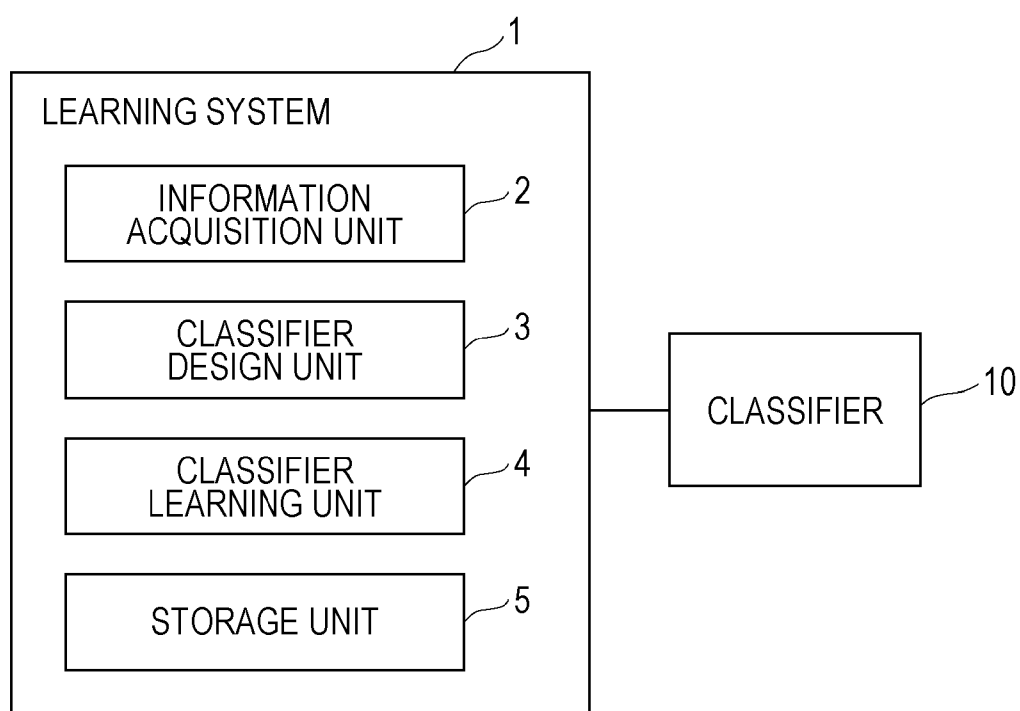 1
LEARNING SYSTEM
INFORMATION
ACQUISITION UNIT
2
CLASSIFIER
DESIGN UNIT
3
CLASSIFIER
LEARNING UNIT
4
STORAGE UNIT
5
CLASSIFIER
10